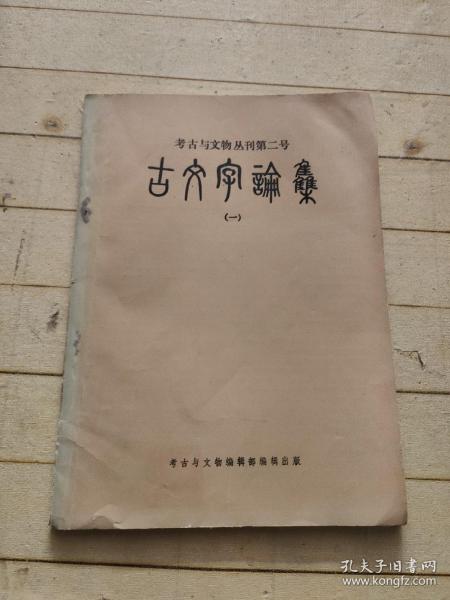 考古与文物丛刊第二号
古文字論集
(一)
考古与文物编辑部编辑出版
孔夫子旧书网
www.kongfz.com